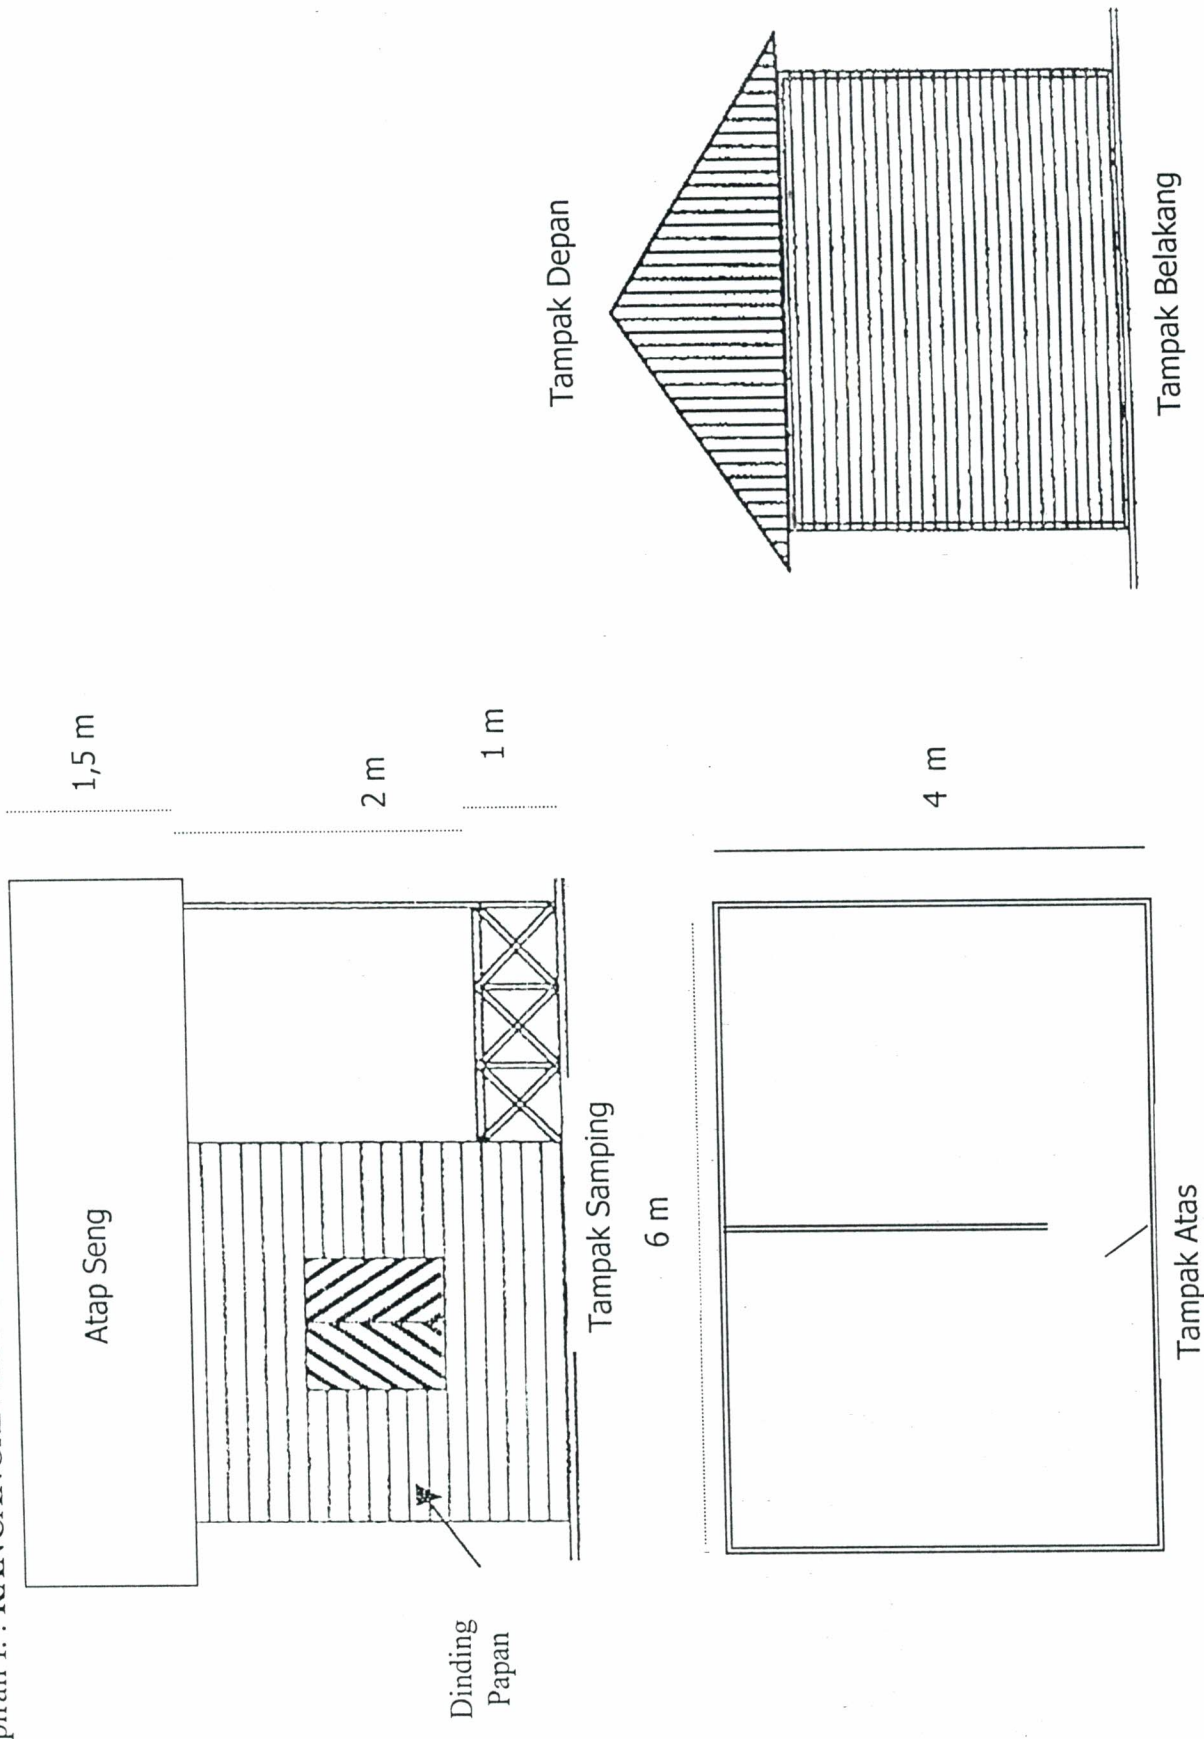 Atap Seng
1,5 m
2 m
1 m
Dinding
Papan
Tampak Samping
6 m
4 m
Tampak Atas
Tampak Depan
Tampak Belakang